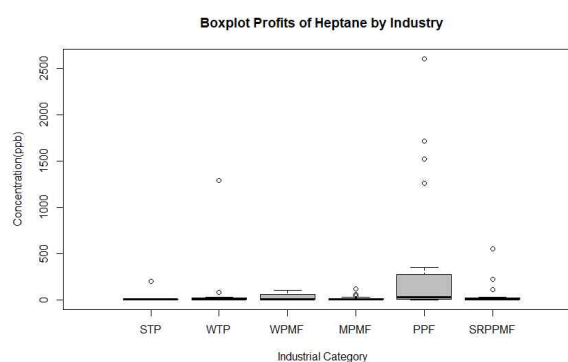 Boxplot Profits of Heptane by Industry
Concentration(ppb)
2500
2000
1500
1000
500
0
STP WTP WPMF MPMF PPF SRPPMF
Industrial Category